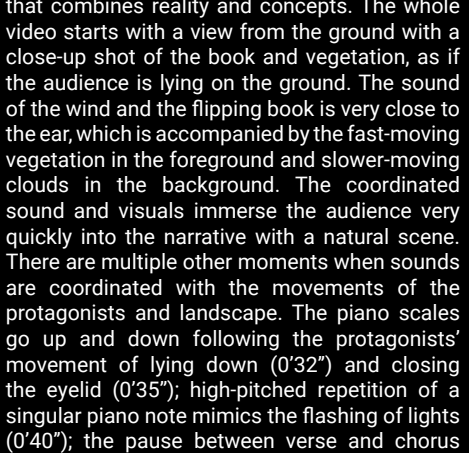 that combines reality and concepts. The whole
video starts with a view from the ground with a
close-up shot of the book and vegetation, as if
the audience is lying on the ground. The sound
of the wind and the flipping book is very close to
the ear, which is accompanied by the fast-moving
vegetation in the foreground and slower-moving
clouds in the background. The coordinated
sound and visuals immerse the audience very
quickly into the narrative with a natural scene.
There are multiple other moments when sounds
are coordinated with the movements of the
protagonists and landscape. The piano scales
go up and down following the protagonists’
movement of lying down (0’32”) and closing
the eyelid (0’35”); high-pitched repetition of a
singular piano note mimics the flashing of lights
(0’40”); the pause between verse and chorus